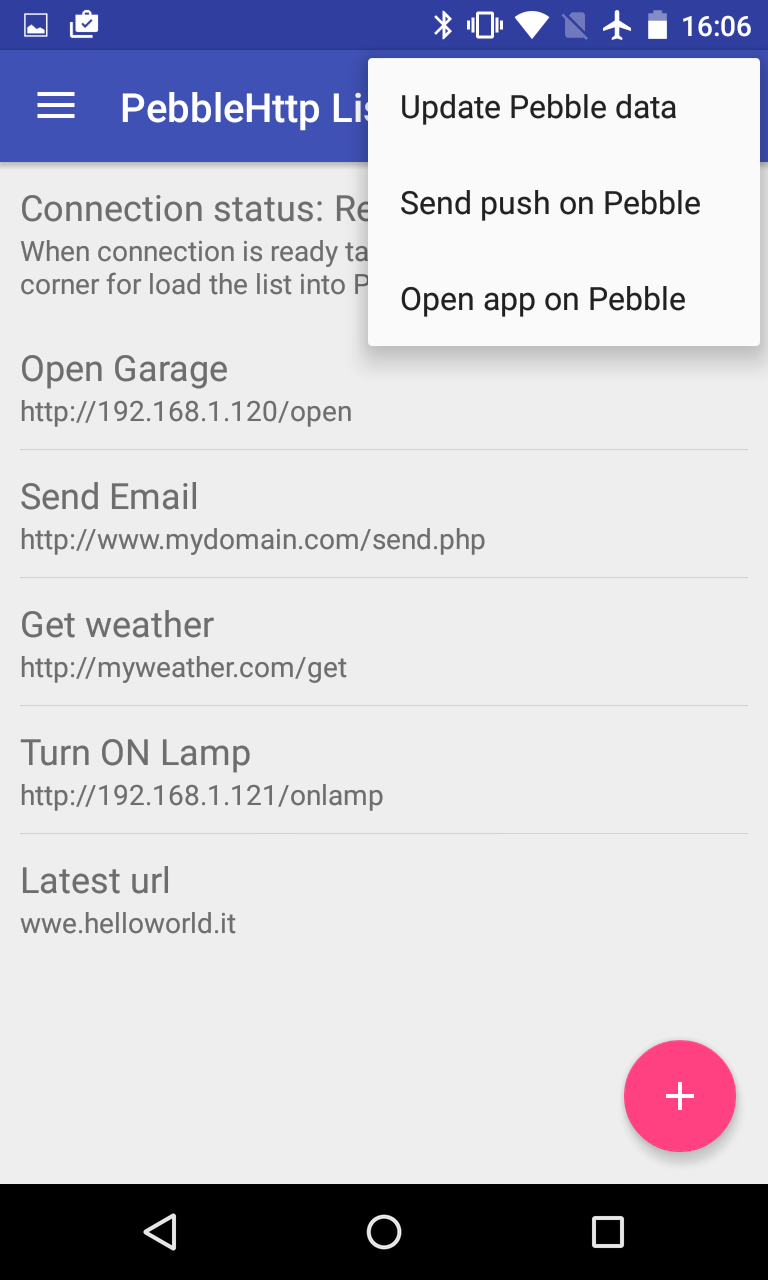 16:06
PebbleHttp Lis
Update Pebble data
Send push on Pebble
Open app on Pebble
Connection status: Re
When connection is ready ta
corner for load the list into P
Open Garage
http://192.168.1.120/open
Send Email
http://www.mydomain.com/send.php
Get weather
http://myweather.com/get
Turn ON Lamp
http://192.168.1.121/onlamp
Latest url
wwe.helloworld.it